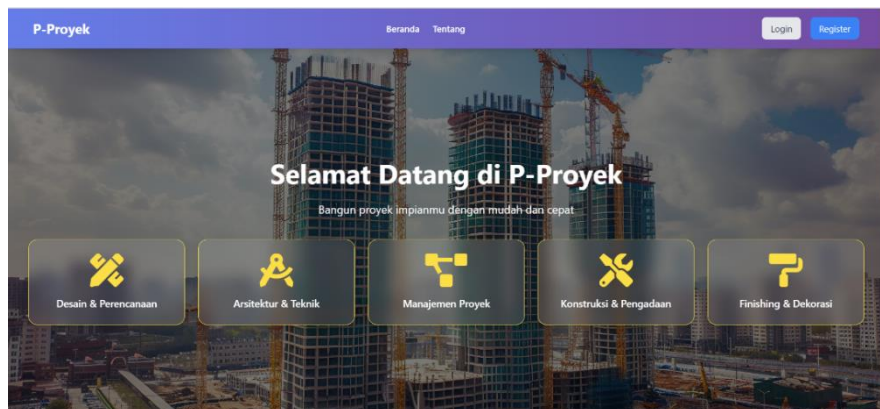 P-Proyek
Beranda Tentang
Login Register
Selamat Datang di P-Proyek
Bangun proyek impianmu dengan mudah dan cepat
Desain & Perencanaan
Arsitektur & Teknik
Manajemen Proyek
Konstruksi & Pengadaan
Finishing & Dekorasi